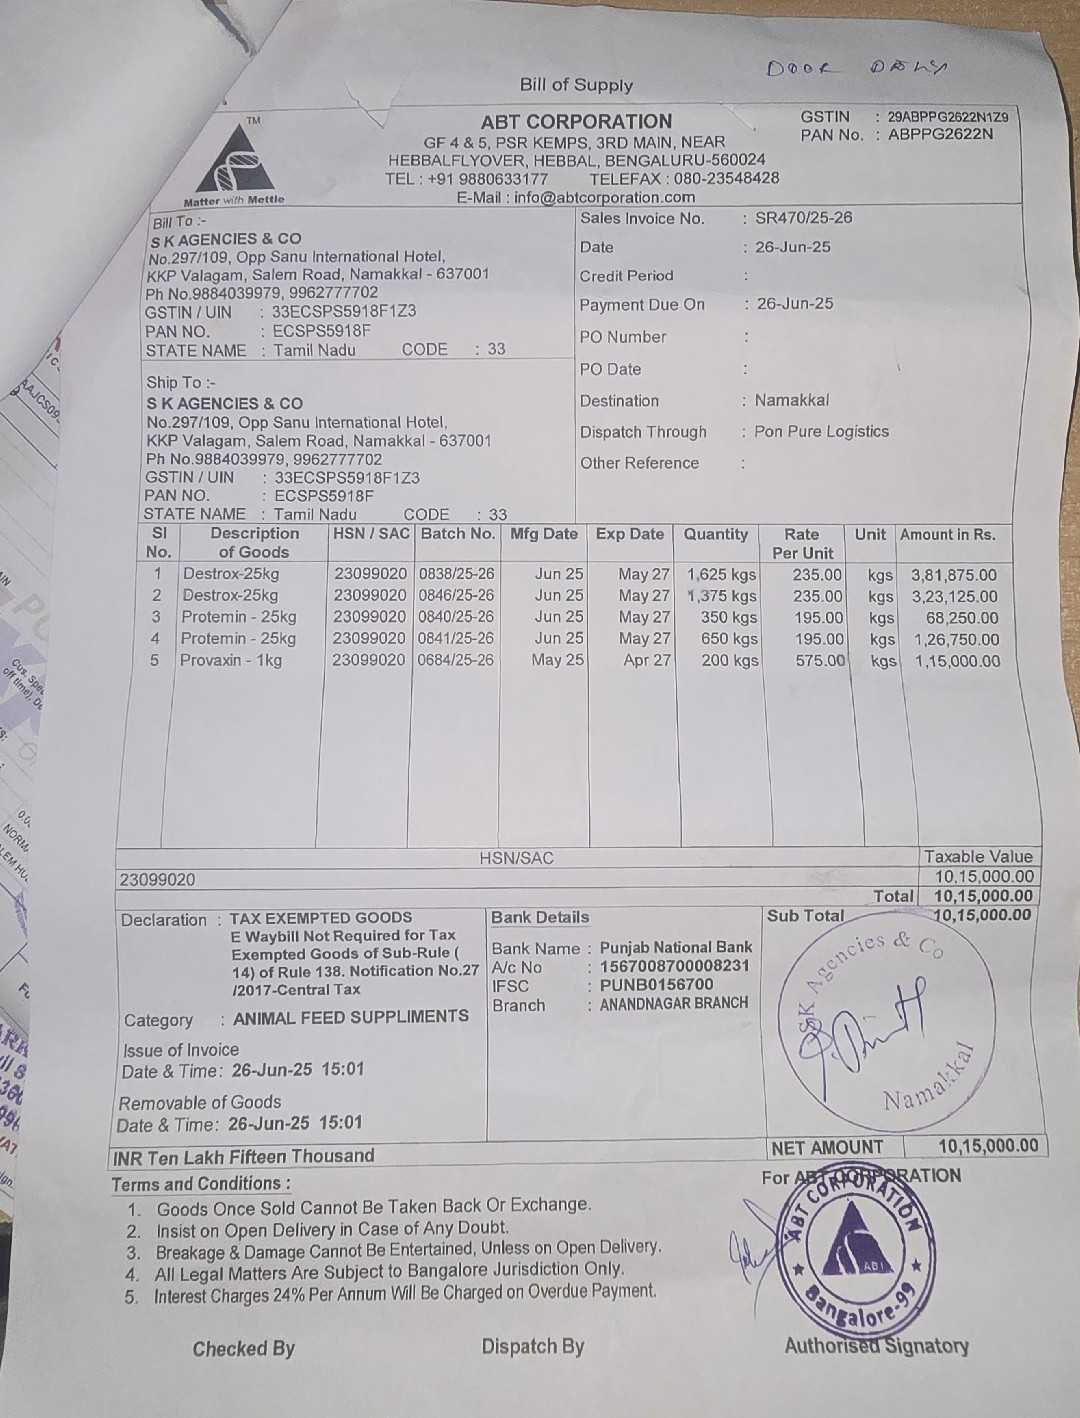 DOOR
Bill of Supply
TM
Matter with Mettle
ABT CORPORATION
GF 4 & 5, PSR KEMPS, 3RD MAIN, NEAR
HEBBALFLYOVER, HEBBAL, BENGALURU-560024
TEL : +91 9880633177 TELEFAX : 080-23548428
E-Mail : info@abtcorporation.com
GSTIN : 29ABPPG2622N1Z9
PAN No. : ABPPG2622N
Bill To :-
S K AGENCIES & CO
No.297/109, Opp Sanu International Hotel,
KKP Valagam, Salem Road, Namakkal - 637001
Ph No.9884039979, 9962777702
GSTIN / UIN : 33ECSPS5918F1Z3
PAN NO. : ECSPS5918F
STATE NAME : Tamil Nadu CODE : 33
Ship To :-
S K AGENCIES & CO
No.297/109, Opp Sanu International Hotel,
KKP Valagam, Salem Road, Namakkal - 637001
Ph No.9884039979, 9962777702
GSTIN / UIN : 33ECSPS5918F1Z3
PAN NO. : ECSPS5918F
STATE NAME : Tamil Nadu CODE : 33
Sales Invoice No. : SR470/25-26
Date : 26-Jun-25
Credit Period :
Payment Due On : 26-Jun-25
PO Number :
PO Date :
Destination : Namakkal
Dispatch Through : Pon Pure Logistics
Other Reference :
Sl No. Description of Goods HSN / SAC Batch No. Mfg Date Exp Date Quantity Rate Per Unit Unit Amount in Rs.
1 Destrox-25kg 23099020 0838/25-26 Jun 25 May 27 1,625 kgs 235.00 kgs 3,81,875.00
2 Destrox-25kg 23099020 0846/25-26 Jun 25 May 27 1,375 kgs 235.00 kgs 3,23,125.00
3 Protemin - 25kg 23099020 0840/25-26 Jun 25 May 27 350 kgs 195.00 kgs 68,250.00
4 Protemin - 25kg 23099020 0841/25-26 Jun 25 May 27 650 kgs 195.00 kgs 1,26,750.00
5 Provaxin - 1kg 23099020 0684/25-26 May 25 Apr 27 200 kgs 575.00 kgs 1,15,000.00
HSN/SAC Taxable Value
23099020 10,15,000.00
Total 10,15,000.00
Declaration : TAX EXEMPTED GOODS
E Waybill Not Required for Tax
Exempted Goods of Sub-Rule (
14) of Rule 138. Notification No.27
/2017-Central Tax
Category : ANIMAL FEED SUPPLIMENTS
Issue of Invoice
Date & Time: 26-Jun-25 15:01
Removable of Goods
Date & Time: 26-Jun-25 15:01
Bank Details
Bank Name : Punjab National Bank
A/c No : 1567008700008231
IFSC : PUNB0156700
Branch : ANANDNAGAR BRANCH
Sub Total 10,15,000.00
SK Agencies & Co
Namakkal
INR Ten Lakh Fifteen Thousand
NET AMOUNT 10,15,000.00
Terms and Conditions :
1. Goods Once Sold Cannot Be Taken Back Or Exchange.
2. Insist on Open Delivery in Case of Any Doubt.
3. Breakage & Damage Cannot Be Entertained, Unless on Open Delivery.
4. All Legal Matters Are Subject to Bangalore Jurisdiction Only.
5. Interest Charges 24% Per Annum Will Be Charged on Overdue Payment.
For ABT CORPORATION
ABT CORPORATION
ABT
Bangalore-99
Checked By Dispatch By Authorised Signatory